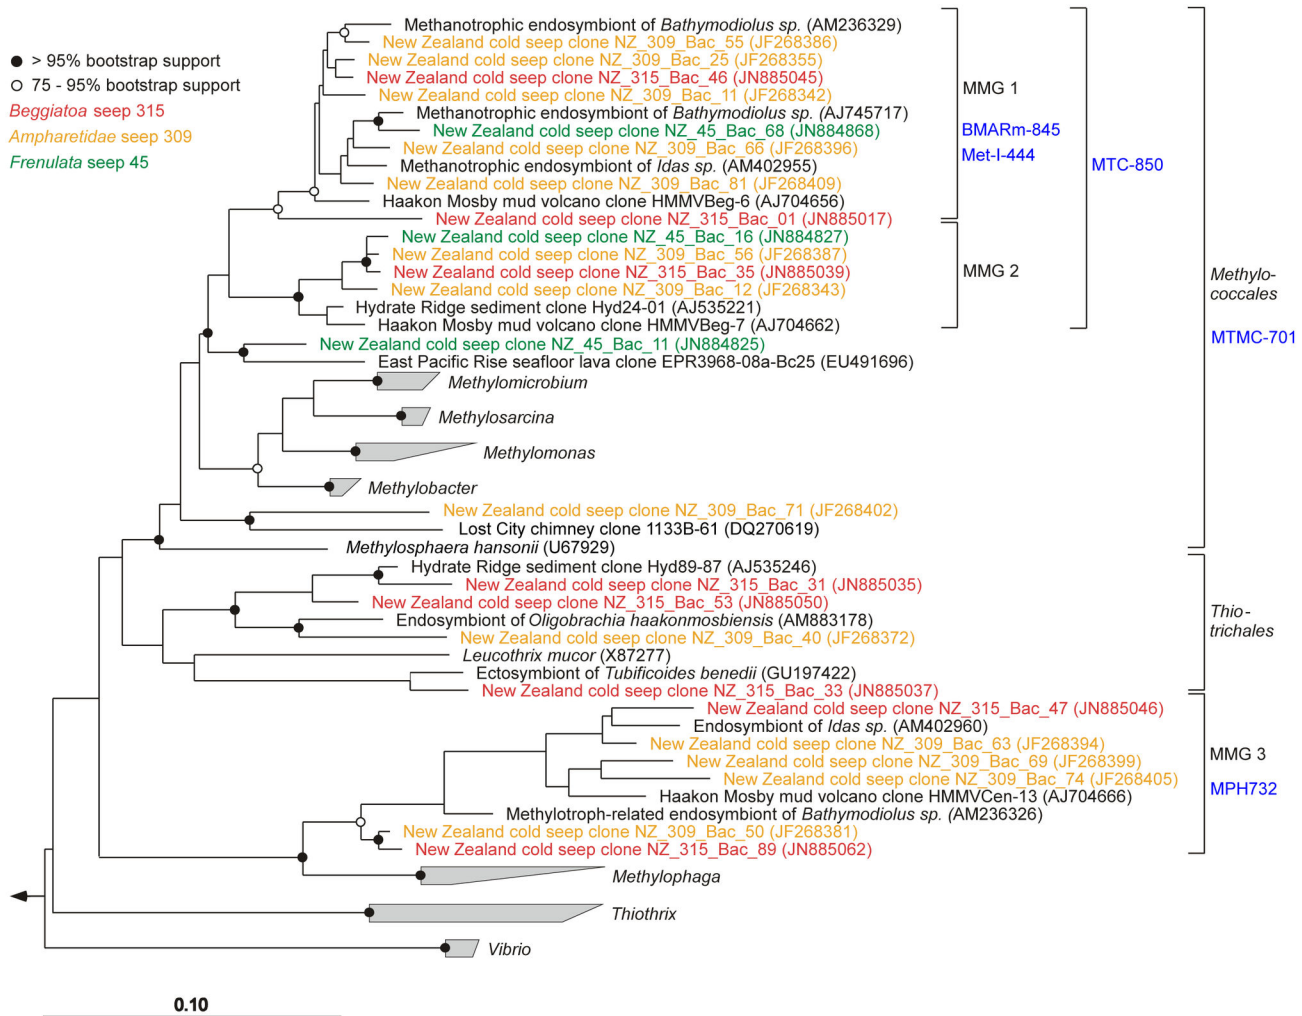 > 95% bootstrap support
75 - 95% bootstrap support
Beggiatoa seep 315
Ampharetidae seep 309
Frenulata seep 45
Methanotrophic endosymbiont of Bathymodiolus sp. (AM236329)
New Zealand cold seep clone NZ_309_Bac_55 (JF268386)
New Zealand cold seep clone NZ_309_Bac_25 (JF268355)
New Zealand cold seep clone NZ_315_Bac_46 (JN885045)
New Zealand cold seep clone NZ_309_Bac_11 (JF268342)
Methanotrophic endosymbiont of Bathymodiolus sp. (AJ745717)
New Zealand cold seep clone NZ_45_Bac_68 (JN884868)
New Zealand cold seep clone NZ_309_Bac_66 (JF268396)
Methanotrophic endosymbiont of Idas sp. (AM402955)
New Zealand cold seep clone NZ_309_Bac_81 (JF268409)
Haakon Mosby mud volcano clone HMMVBeg-6 (AJ704656)
New Zealand cold seep clone NZ_315_Bac_01 (JN885017)
New Zealand cold seep clone NZ_45_Bac_16 (JN884827)
New Zealand cold seep clone NZ_309_Bac_56 (JF268387)
New Zealand cold seep clone NZ_315_Bac_35 (JN885039)
New Zealand cold seep clone NZ_309_Bac_12 (JF268343)
Hydrate Ridge sediment clone Hyd24-01 (AJ535221)
Haakon Mosby mud volcano clone HMMVBeg-7 (AJ704662)
New Zealand cold seep clone NZ_45_Bac_11 (JN884825)
East Pacific Rise seafloor lava clone EPR3968-08a-Bc25 (EU491696)
Methylomicrobium
Methylosarcina
Methylomonas
Methylobacter
New Zealand cold seep clone NZ_309_Bac_71 (JF268402)
Lost City chimney clone 1133B-61 (DQ270619)
Methylosphaera hansonii (U67929)
Hydrate Ridge sediment clone Hyd89-87 (AJ535246)
New Zealand cold seep clone NZ_315_Bac_31 (JN885035)
New Zealand cold seep clone NZ_315_Bac_53 (JN885050)
Endosymbiont of Oligobrachia haakonmosbiensis (AM883178)
New Zealand cold seep clone NZ_309_Bac_40 (JF268372)
Leucothrix mucor (X87277)
Ectosymbiont of Tubificoides benedii (GU197422)
New Zealand cold seep clone NZ_315_Bac_33 (JN885037)
New Zealand cold seep clone NZ_315_Bac_47 (JN885046)
Endosymbiont of Idas sp. (AM402960)
New Zealand cold seep clone NZ_309_Bac_63 (JF268394)
New Zealand cold seep clone NZ_309_Bac_69 (JF268399)
New Zealand cold seep clone NZ_309_Bac_74 (JF268405)
Haakon Mosby mud volcano clone HMMVCen-13 (AJ704666)
Methylotroph-related endosymbiont of Bathymodiolus sp. (AM236326)
New Zealand cold seep clone NZ_309_Bac_50 (JF268381)
New Zealand cold seep clone NZ_315_Bac_89 (JN885062)
Methylophaga
Thiothrix
Vibrio
MMG 1
BMARm-845
Met-I-444
MMG 2
MTC-850
Methylo-
coccales
MTMC-701
Thio-
trichales
MMG 3
MPH732
0.10